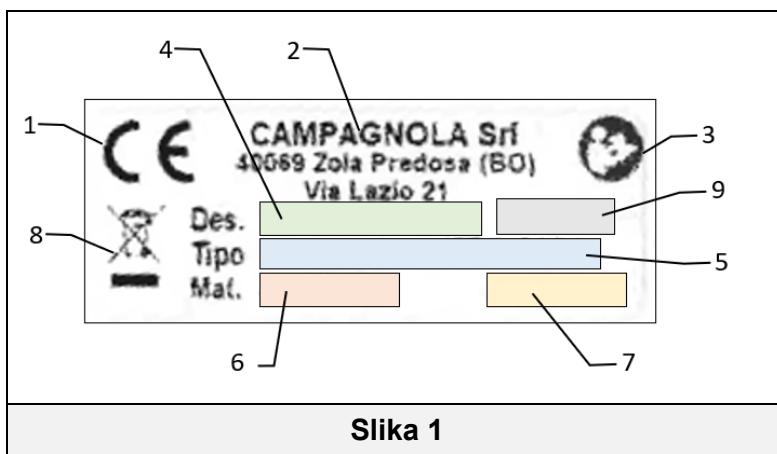 4
2
1
CE
CAMPAGNOLA Srl
3
40069 Zola Predosa (BO)
Via Lazio 21
9
8
Des.
Tipo
5
Mat.
6
7
Slika 1